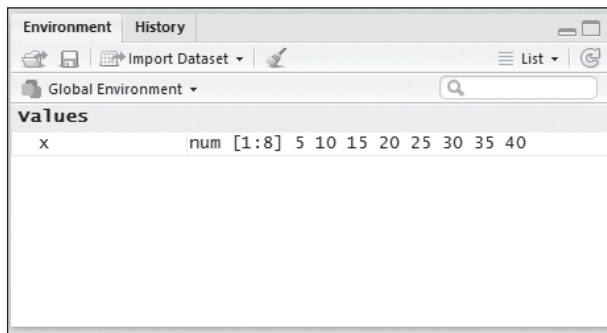 Environment History
Import Dataset List
Global Environment
Values
x num [1:8] 5 10 15 20 25 30 35 40